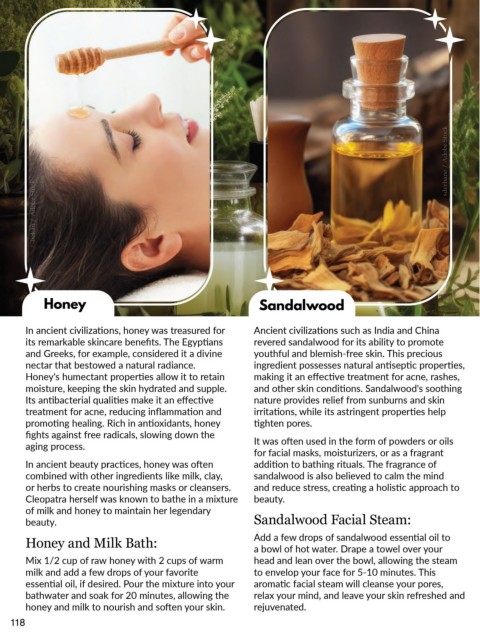 Honey
In ancient civilizations, honey was treasured for
its remarkable skincare benefits. The Egyptians
and Greeks, for example, considered it a divine
nectar that bestowed a natural radiance.
Honey's humectant properties allow it to retain
moisture, keeping the skin hydrated and supple.
Its antibacterial qualities make it an effective
treatment for acne, reducing inflammation and
promoting healing. Rich in antioxidants, honey
fights against free radicals, slowing down the
aging process.
In ancient beauty practices, honey was often
combined with other ingredients like milk, clay,
or herbs to create nourishing masks or cleansers.
Cleopatra herself was known to bathe in a mixture
of milk and honey to maintain her legendary
beauty.
Honey and Milk Bath:
Mix 1/2 cup of raw honey with 2 cups of warm
milk and add a few drops of your favorite
essential oil, if desired. Pour the mixture into your
bathwater and soak for 20 minutes, allowing the
honey and milk to nourish and soften your skin.
Sandalwood
Ancient civilizations such as India and China
revered sandalwood for its ability to promote
youthful and blemish-free skin. This precious
ingredient possesses natural antiseptic properties,
making it an effective treatment for acne, rashes,
and other skin conditions. Sandalwood's soothing
nature provides relief from sunburns and skin
irritations, while its astringent properties help
tighten pores.
It was often used in the form of powders or oils
for facial masks, moisturizers, or as a fragrant
addition to bathing rituals. The fragrance of
sandalwood is also believed to calm the mind
and reduce stress, creating a holistic approach to
beauty.
Sandalwood Facial Steam:
Add a few drops of sandalwood essential oil to
a bowl of hot water. Drape a towel over your
head and lean over the bowl, allowing the steam
to envelop your face for 5-10 minutes. This
aromatic facial steam will cleanse your pores,
relax your mind, and leave your skin refreshed and
rejuvenated.
118